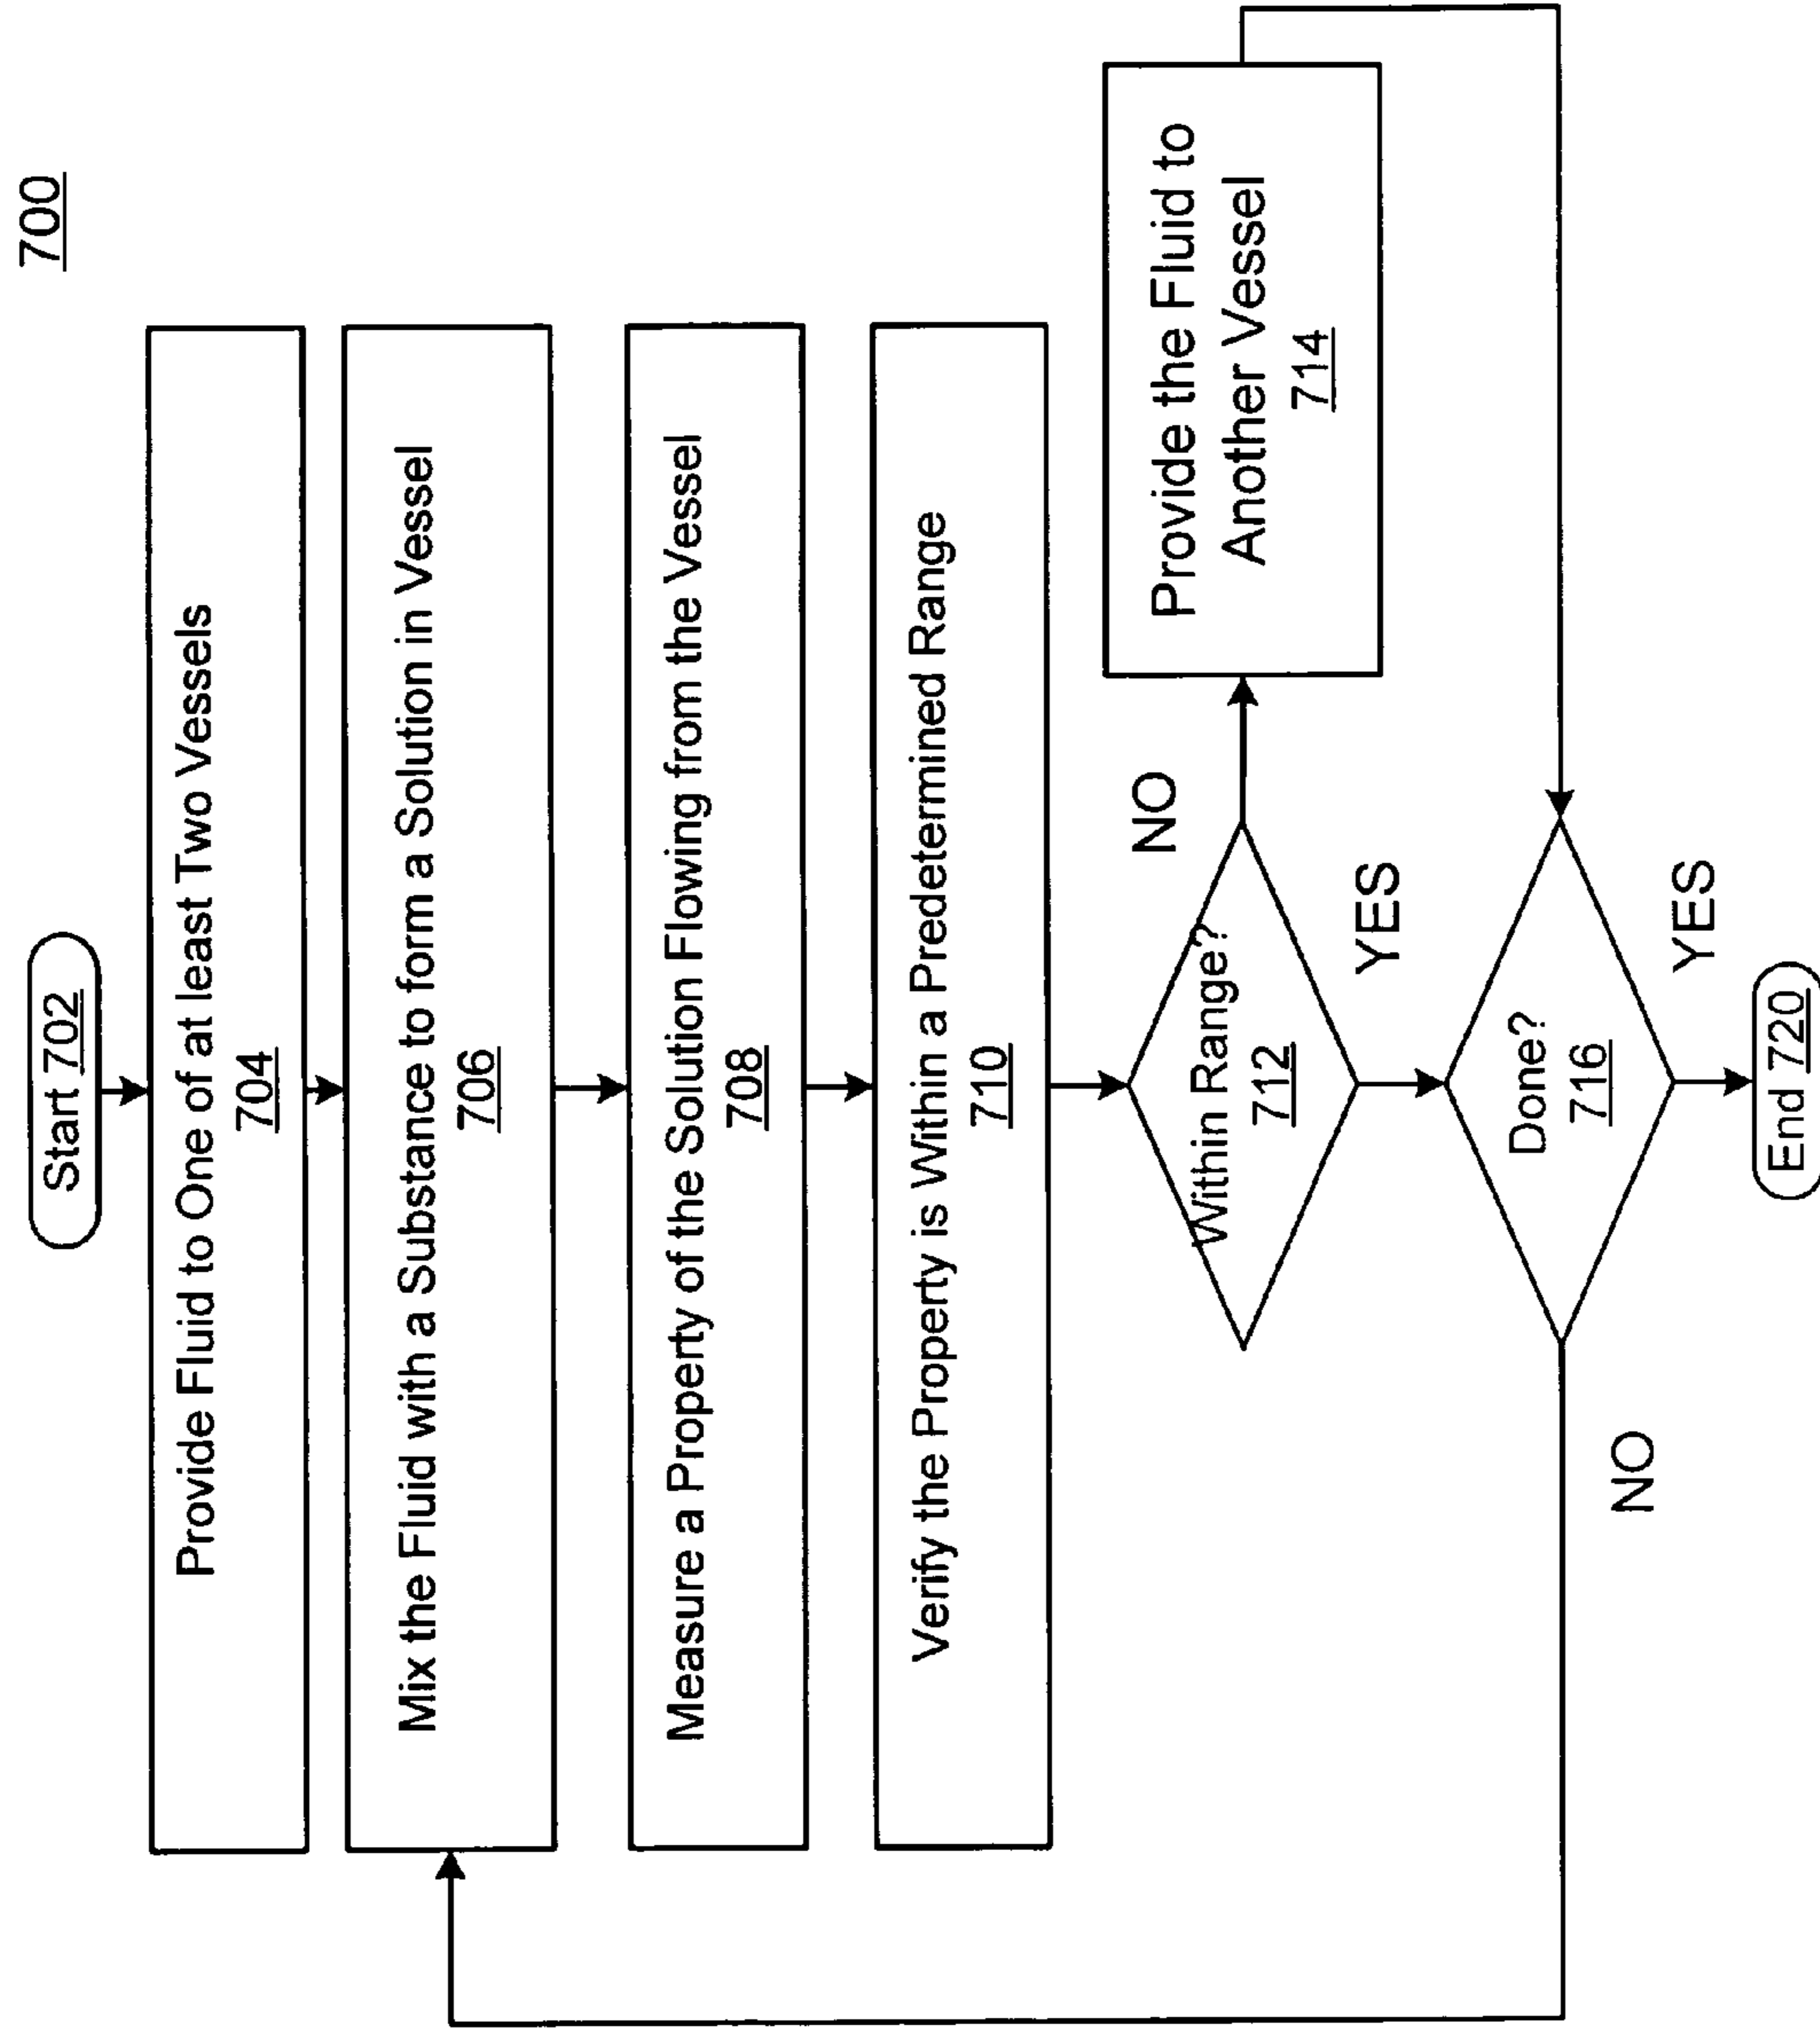 700
Start 702
Provide Fluid to One of at least Two Vessels
704
Mix the Fluid with a Substance to form a Solution in Vessel
706
Measure a Property of the Solution Flowing from the Vessel
708
Verify the Property is Within a Predetermined Range
710
Within Range?
712
NO
Provide the Fluid to
Another Vessel
714
YES
Done?
716
NO
YES
End 720